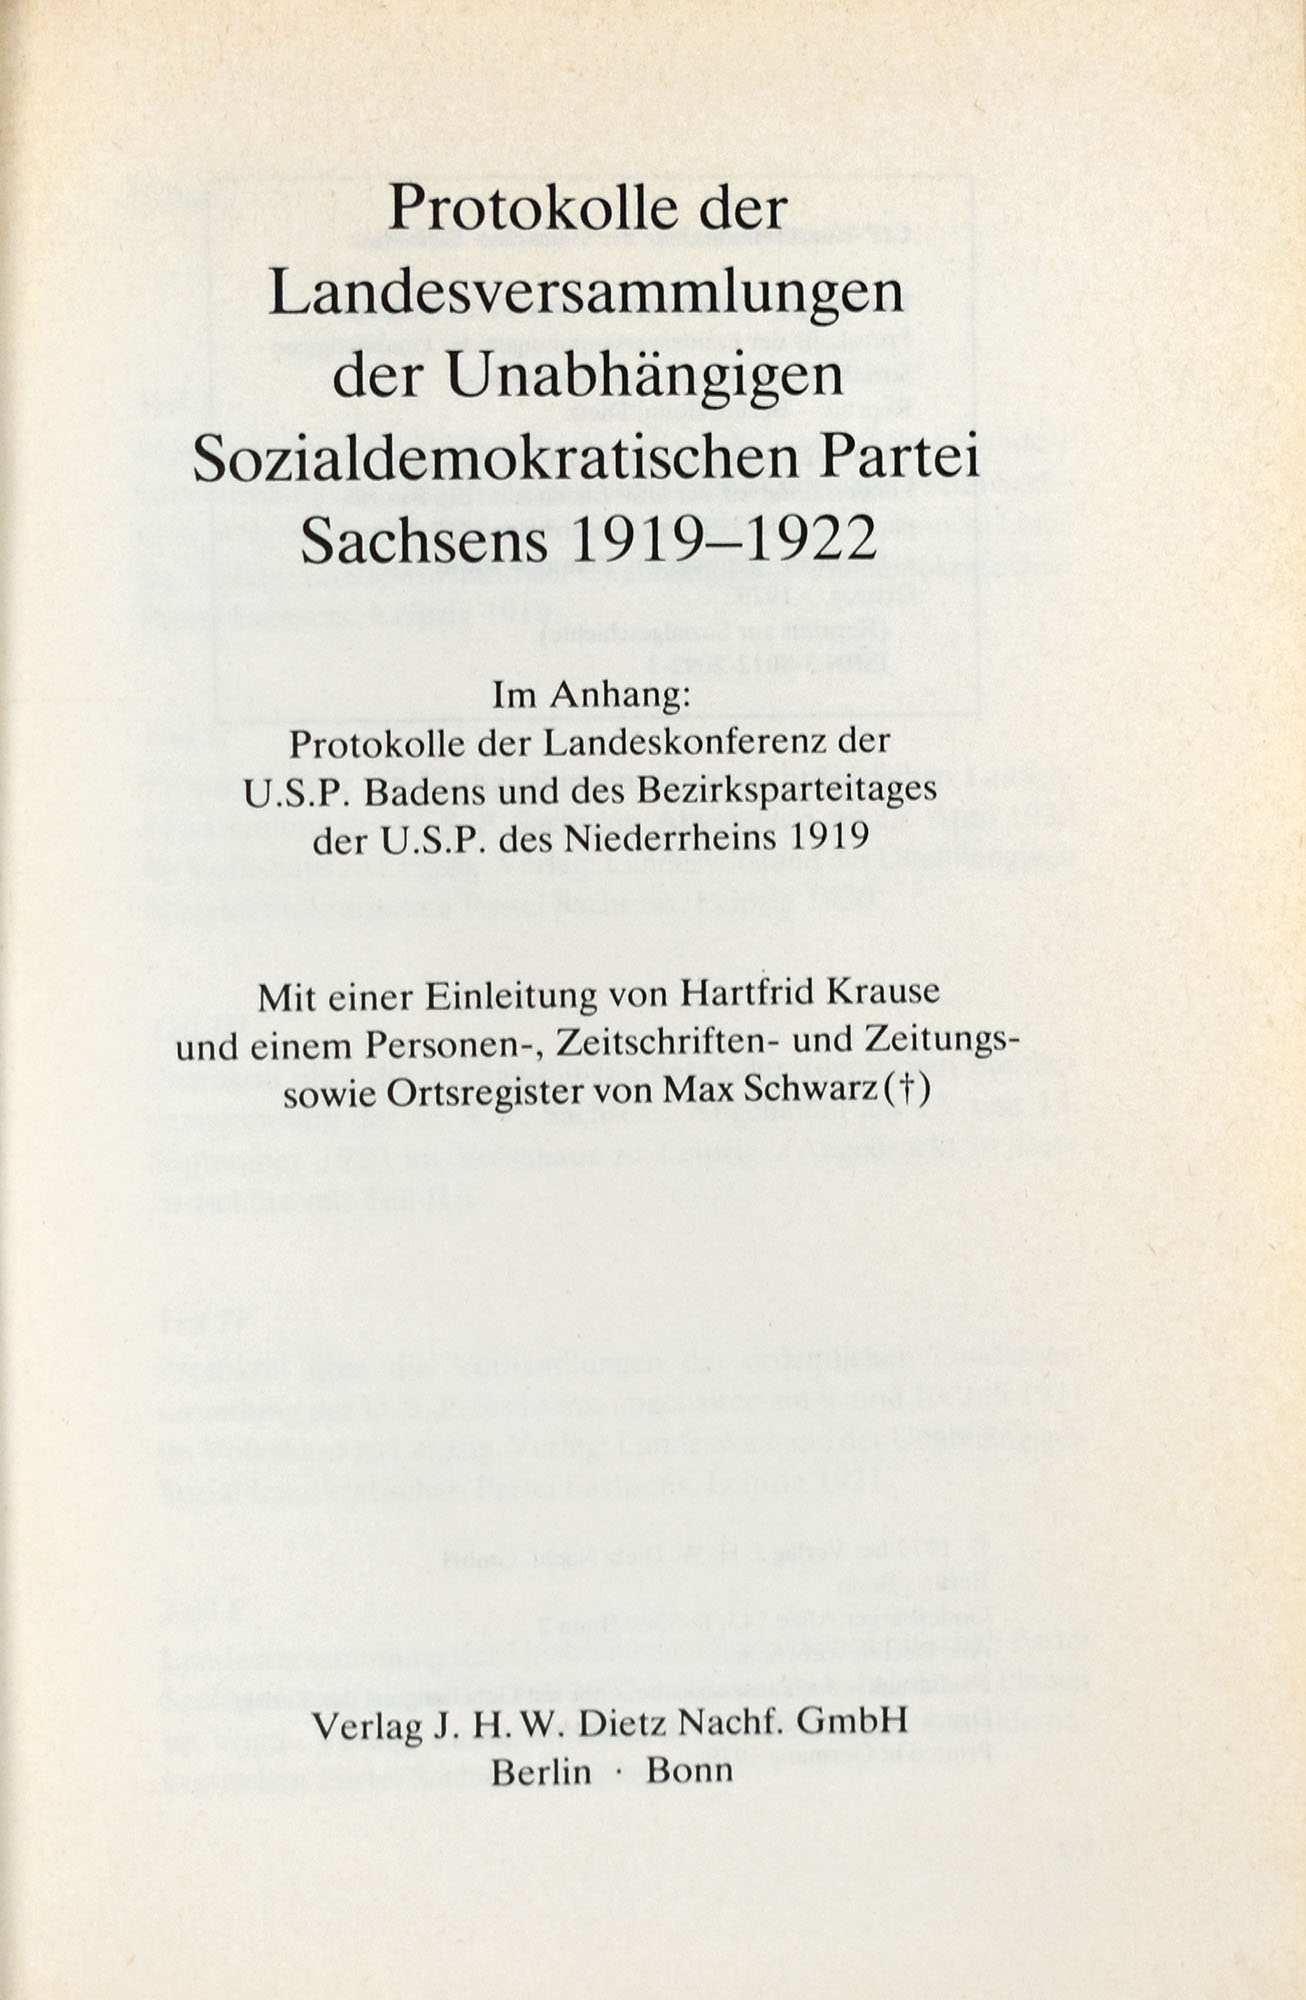 Protokolle der
Landesversammlungen
der Unabhängigen
Sozialdemokratischen Partei
Sachsens 1919–1922
Im Anhang:
Protokolle der Landeskonferenz der
U.S.P. Badens und des Bezirksparteitages
der U.S.P. des Niederrheins 1919
Mit einer Einleitung von Hartfrid Krause
und einem Personen-, Zeitschriften- und Zeitungs-
sowie Ortsregister von Max Schwarz (†)
Verlag J. H. W. Dietz Nachf. GmbH
Berlin · Bonn